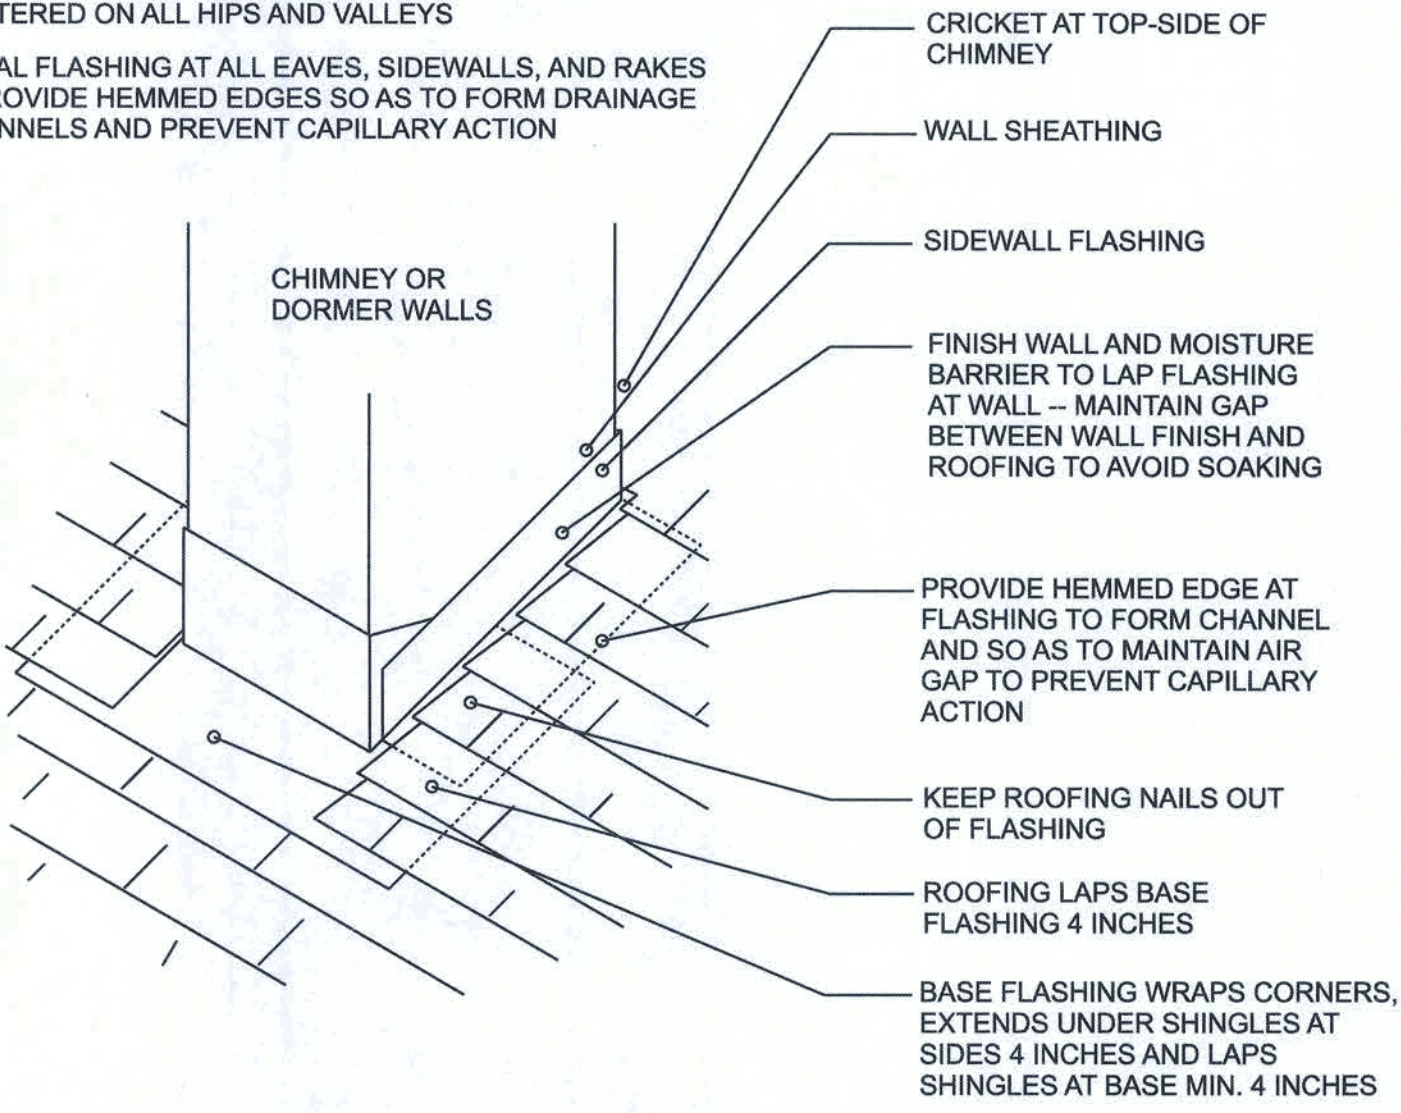 TERED ON ALL HIPS AND VALLEYS
AL FLASHING AT ALL EAVES, SIDEWALLS, AND RAKES
ROVIDE HEMMED EDGES SO AS TO FORM DRAINAGE
NNELS AND PREVENT CAPILLARY ACTION
CRICKET AT TOP-SIDE OF
CHIMNEY
WALL SHEATHING
SIDEWALL FLASHING
CHIMNEY OR
DORMER WALLS
FINISH WALL AND MOISTURE
BARRIER TO LAP FLASHING
AT WALL -- MAINTAIN GAP
BETWEEN WALL FINISH AND
ROOFING TO AVOID SOAKING
PROVIDE HEMMED EDGE AT
FLASHING TO FORM CHANNEL
AND SO AS TO MAINTAIN AIR
GAP TO PREVENT CAPILLARY
ACTION
KEEP ROOFING NAILS OUT
OF FLASHING
ROOFING LAPS BASE
FLASHING 4 INCHES
BASE FLASHING WRAPS CORNERS,
EXTENDS UNDER SHINGLES AT
SIDES 4 INCHES AND LAPS
SHINGLES AT BASE MIN. 4 INCHES